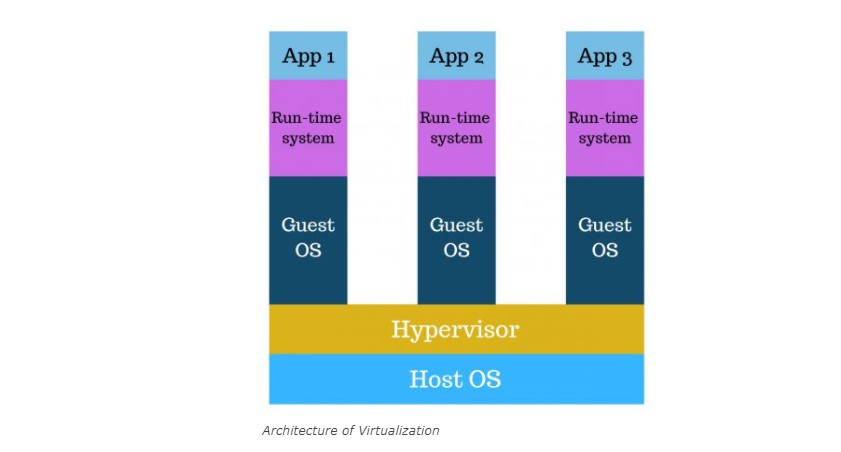 App 1
App 2
App 3
Run-time
system
Run-time
system
Run-time
system
Guest
OS
Guest
OS
Guest
OS
Hypervisor
Host OS
Architecture of Virtualization